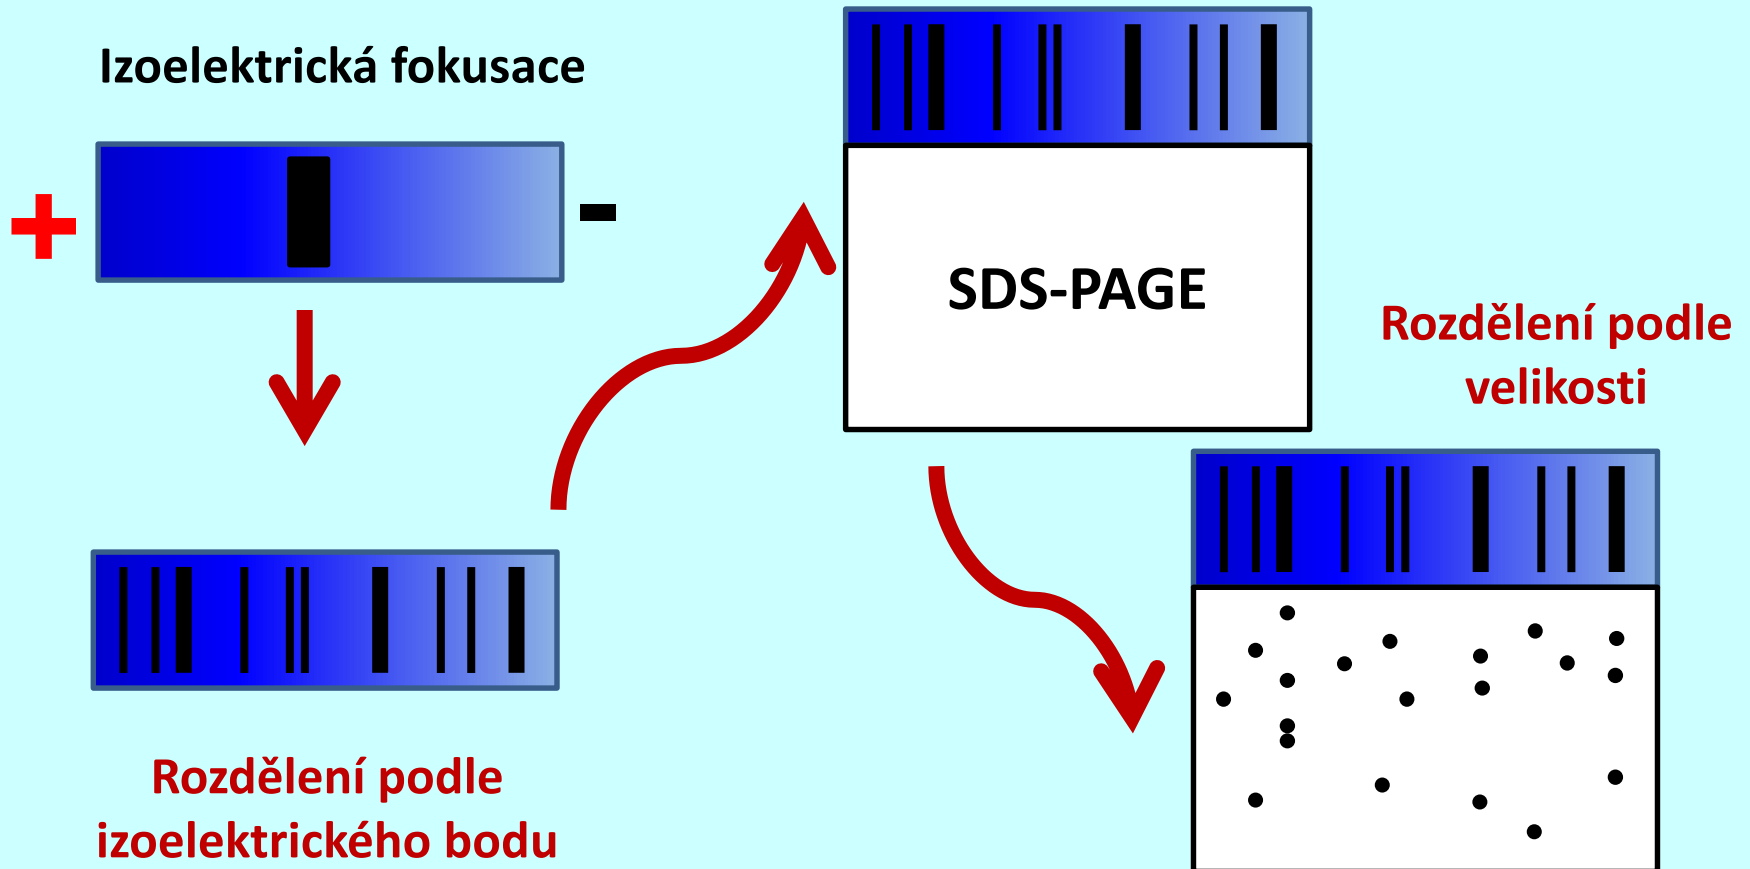 Izoelektrická fokusace
+
-
Rozdělení podle
izoelektrického bodu
SDS-PAGE
Rozdělení podle
velikosti